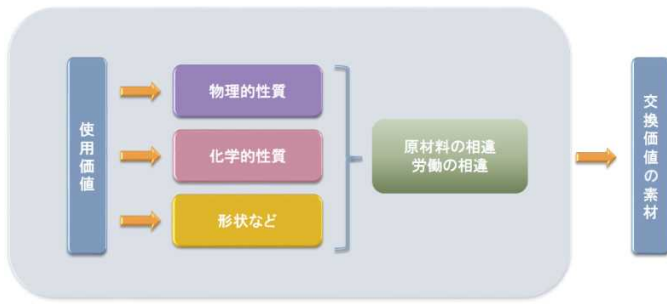 使用価値
物理的性質
化学的性質
形状など
原材料の相違
労働の相違
交換価値の素材